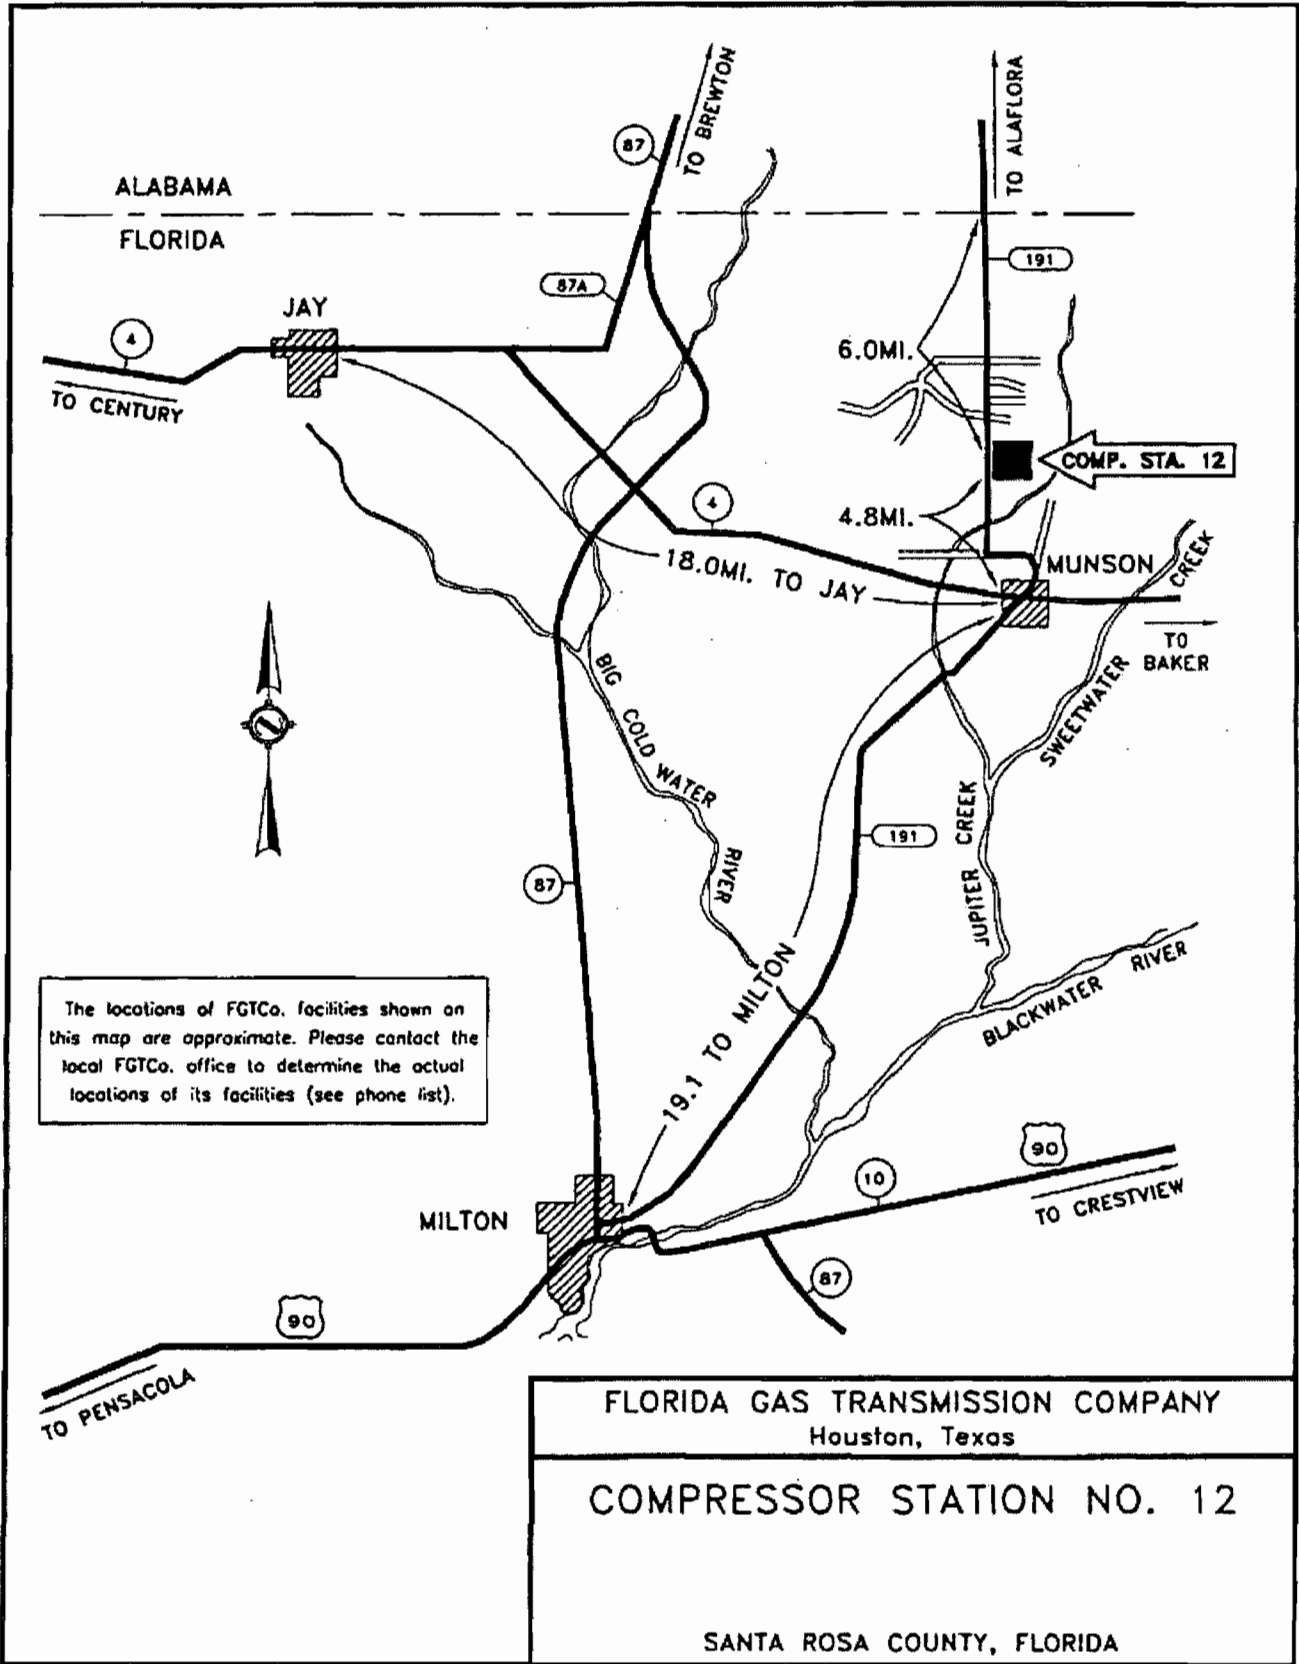 TO BREWTON
TO ALAFLORA
87
ALABAMA
FLORIDA
191
87A
JAY
4
6.0MI.
TO CENTURY
COMP. STA. 12
4
4.8MI.
MUNSON
18.0MI. TO JAY
SWEETWATER CREEK
TO
BAKER
BIG COLD WATER RIVER
JUPITER CREEK
191
87
19.1 TO MILTON
BLACKWATER RIVER
The locations of FGTCo. facilities shown on
this map are approximate. Please contact the
local FGTCo. office to determine the actual
locations of its facilities (see phone list).
90
10
TO CRESTVIEW
MILTON
87
90
TO PENSACOLA
FLORIDA GAS TRANSMISSION COMPANY
Houston, Texas
COMPRESSOR STATION NO. 12
SANTA ROSA COUNTY, FLORIDA